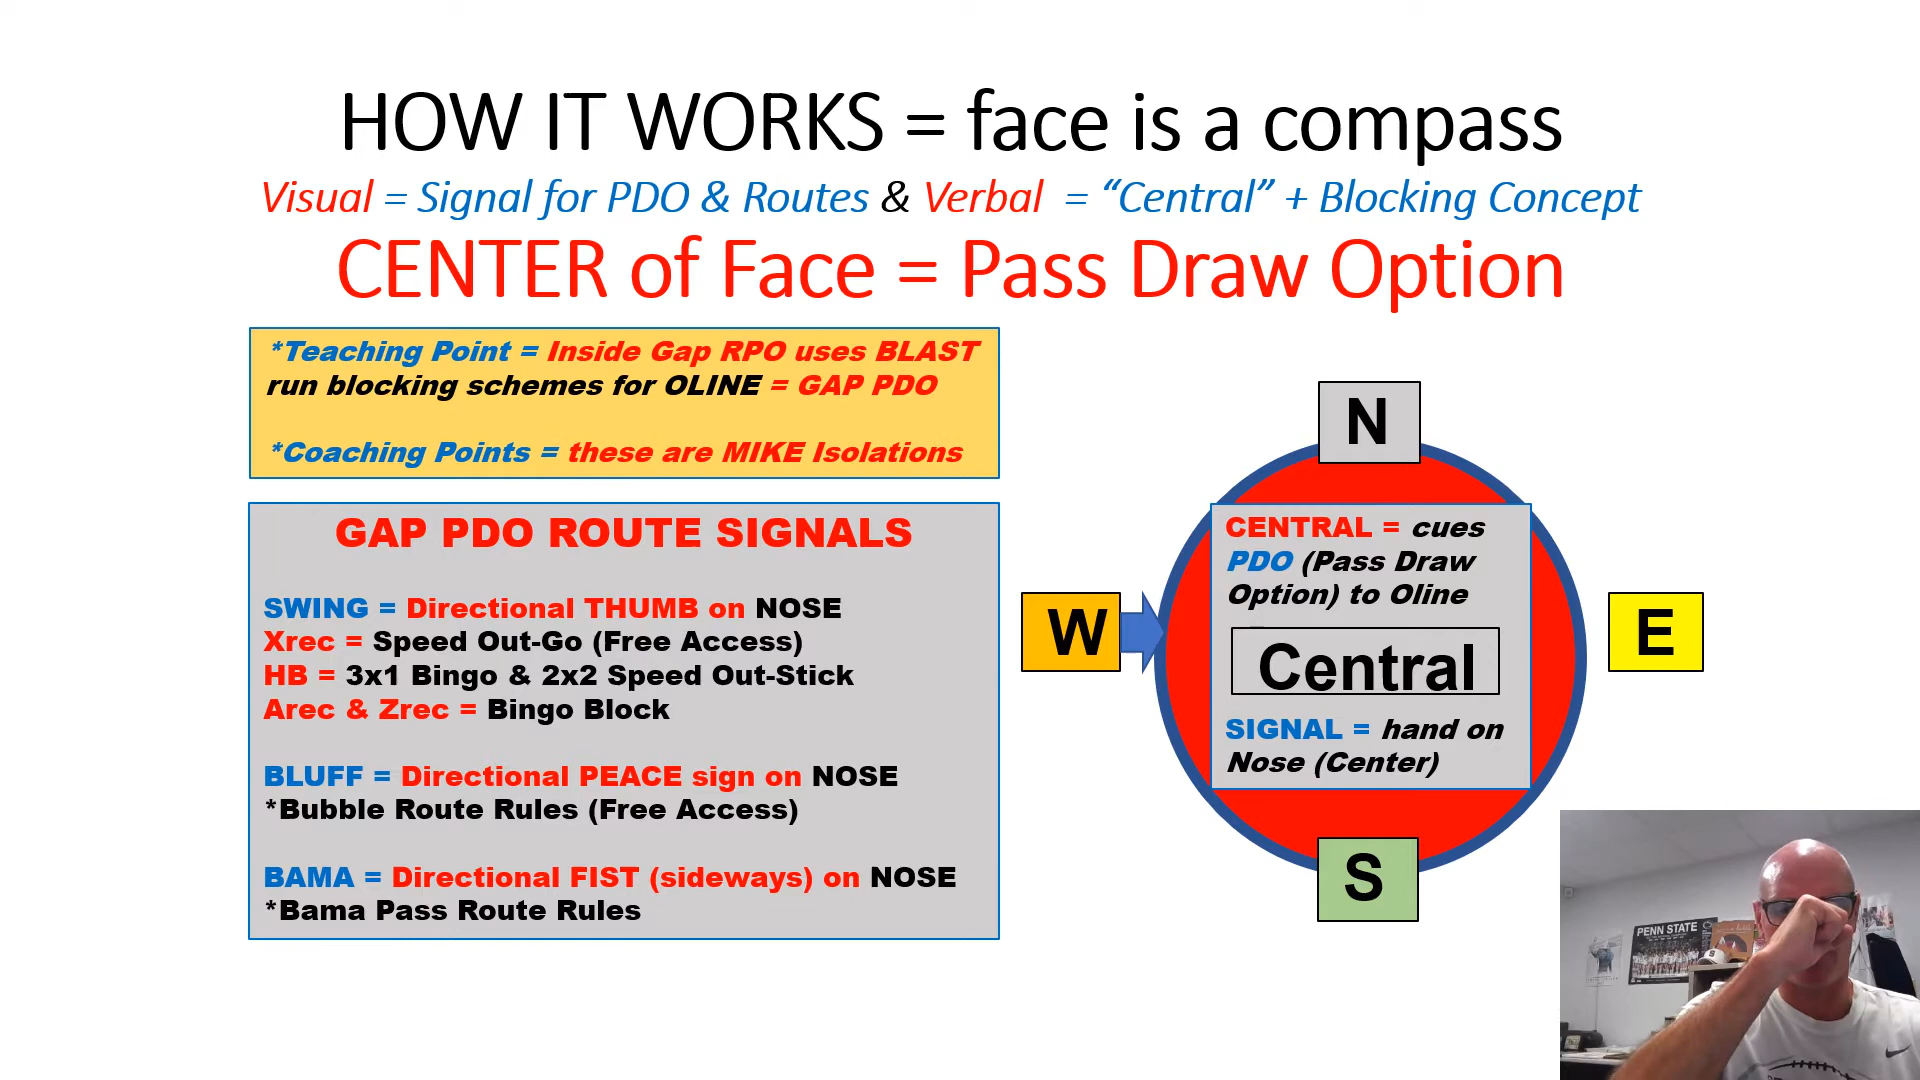 HOW IT WORKS = face is a compass
Visual = Signal for PDO & Routes & Verbal = “Central” + Blocking Concept
CENTER of Face = Pass Draw Option
*Teaching Point = Inside Gap RPO uses BLAST
run blocking schemes for OLINE = GAP PDO
*Coaching Points = these are MIKE Isolations
GAP PDO ROUTE SIGNALS
SWING = Directional THUMB on NOSE
Xrec = Speed Out-Go (Free Access)
HB = 3x1 Bingo & 2x2 Speed Out-Stick
Arec & Zrec = Bingo Block
BLUFF = Directional PEACE sign on NOSE
*Bubble Route Rules (Free Access)
BAMA = Directional FIST (sideways) on NOSE
*Bama Pass Route Rules
N
W
E
S
CENTRAL = cues
PDO (Pass Draw
Option) to Oline
Central
SIGNAL = hand on
Nose (Center)
PENN STATE